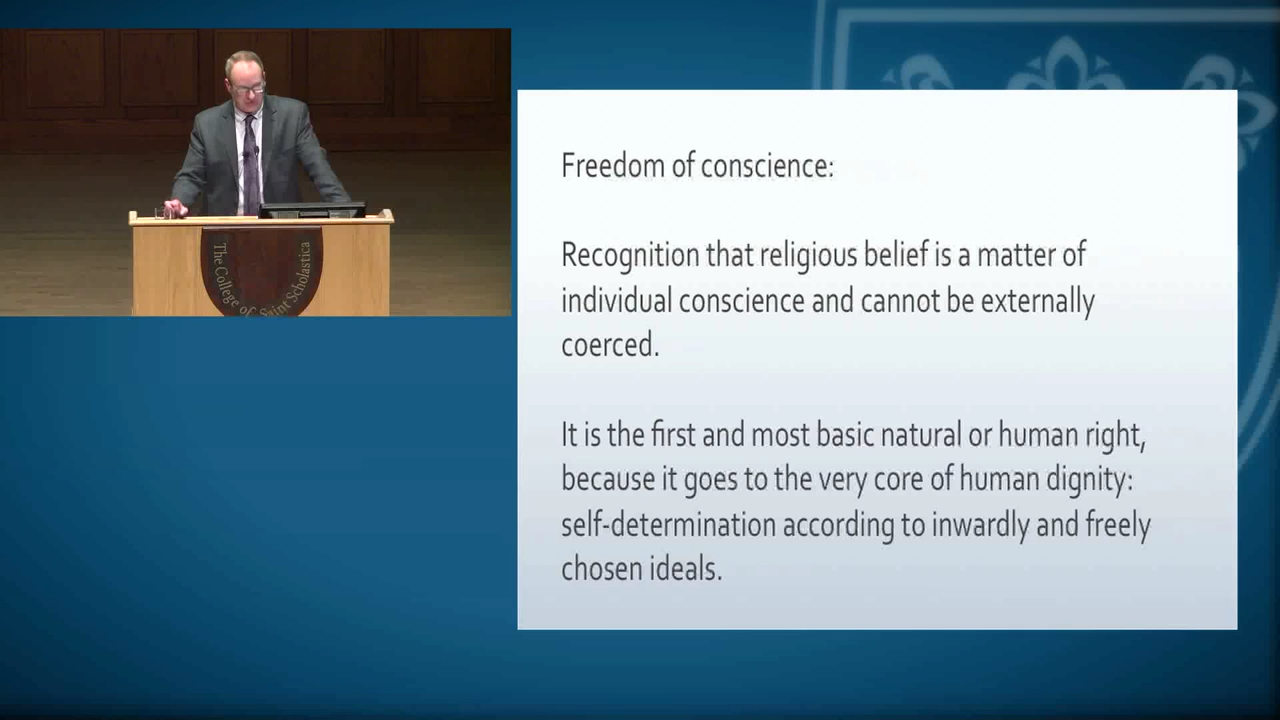 The College of Saint Scholastica
Freedom of conscience:
Recognition that religious belief is a matter of
individual conscience and cannot be externally
coerced.
It is the first and most basic natural or human right,
because it goes to the very core of human dignity:
self-determination according to inwardly and freely
chosen ideals.